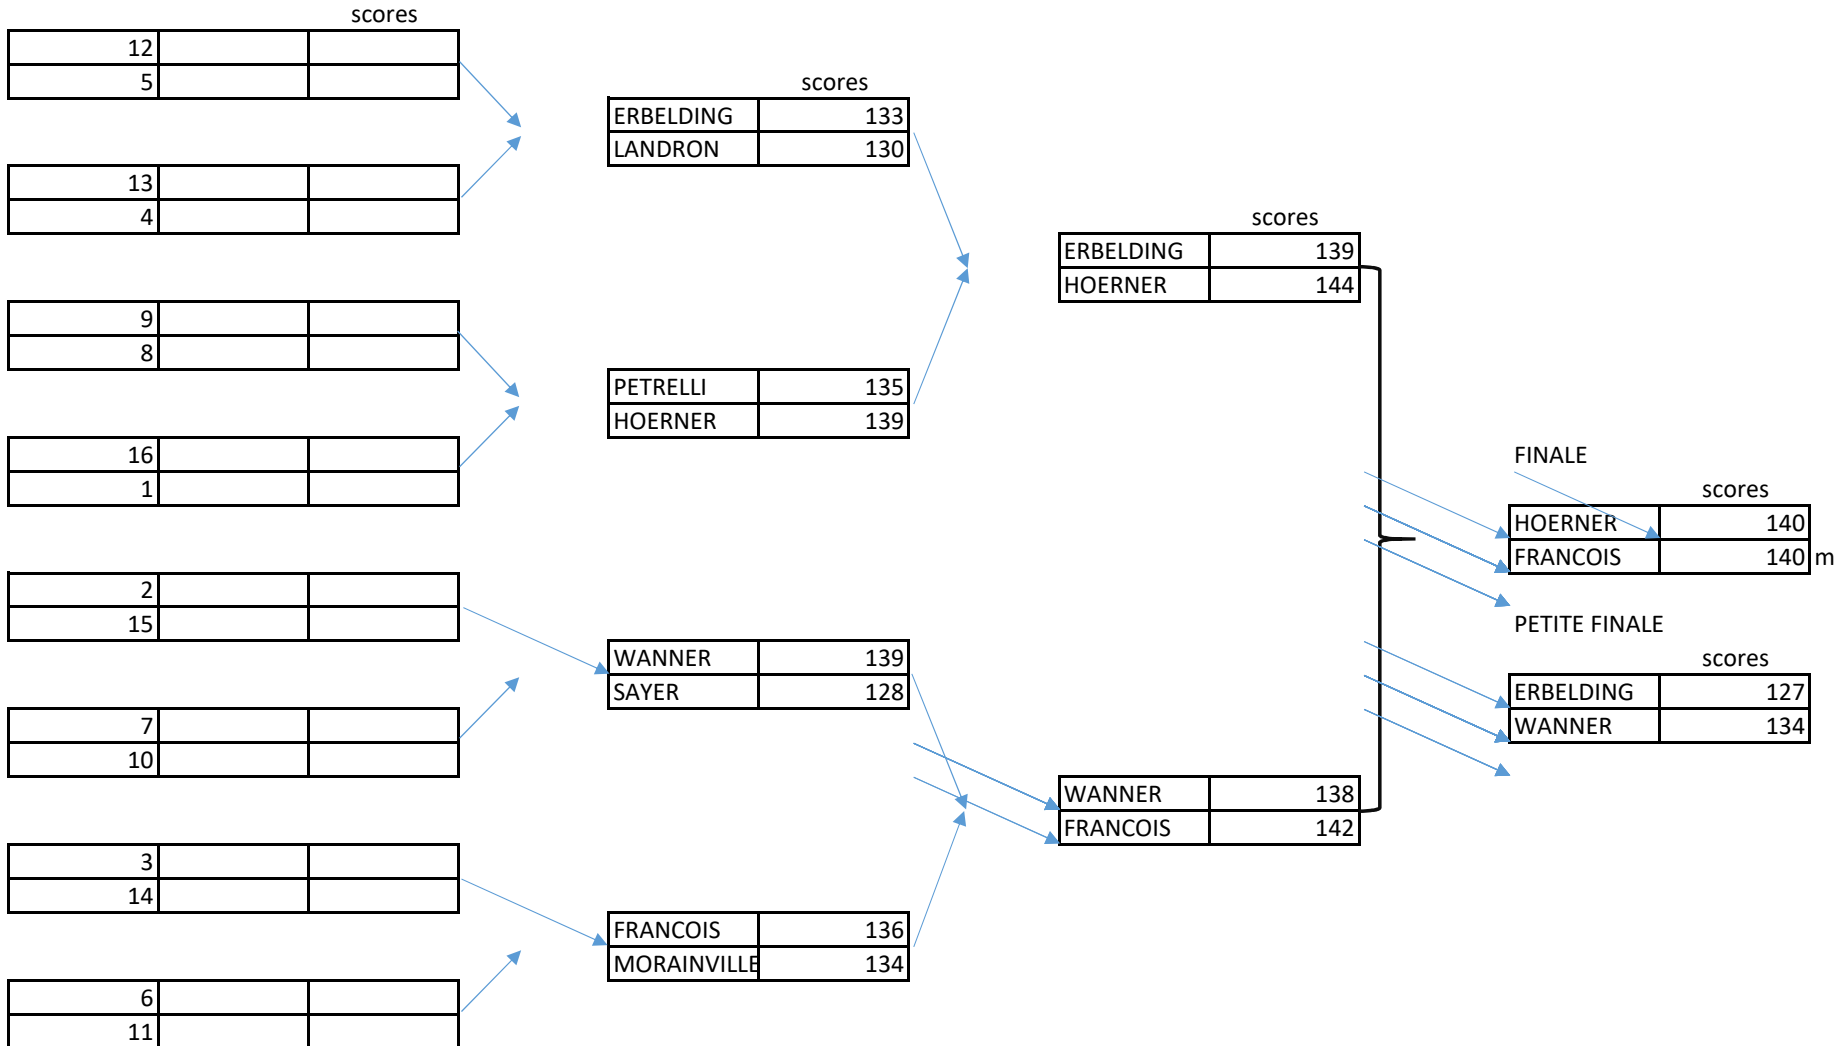 scores
12
5
13
4
9
8
16
1
2
15
7
10
3
14
6
11
scores
ERBELDING 133
LANDRON 130
PETRELLI 135
HOERNER 139
WANNER 139
SAYER 128
FRANCOIS 136
MORAINVILLE 134
scores
ERBELDING 139
HOERNER 144
WANNER 138
FRANCOIS 142
FINALE
scores
HOERNER 140
FRANCOIS 140 m
PETITE FINALE
scores
ERBELDING 127
WANNER 134